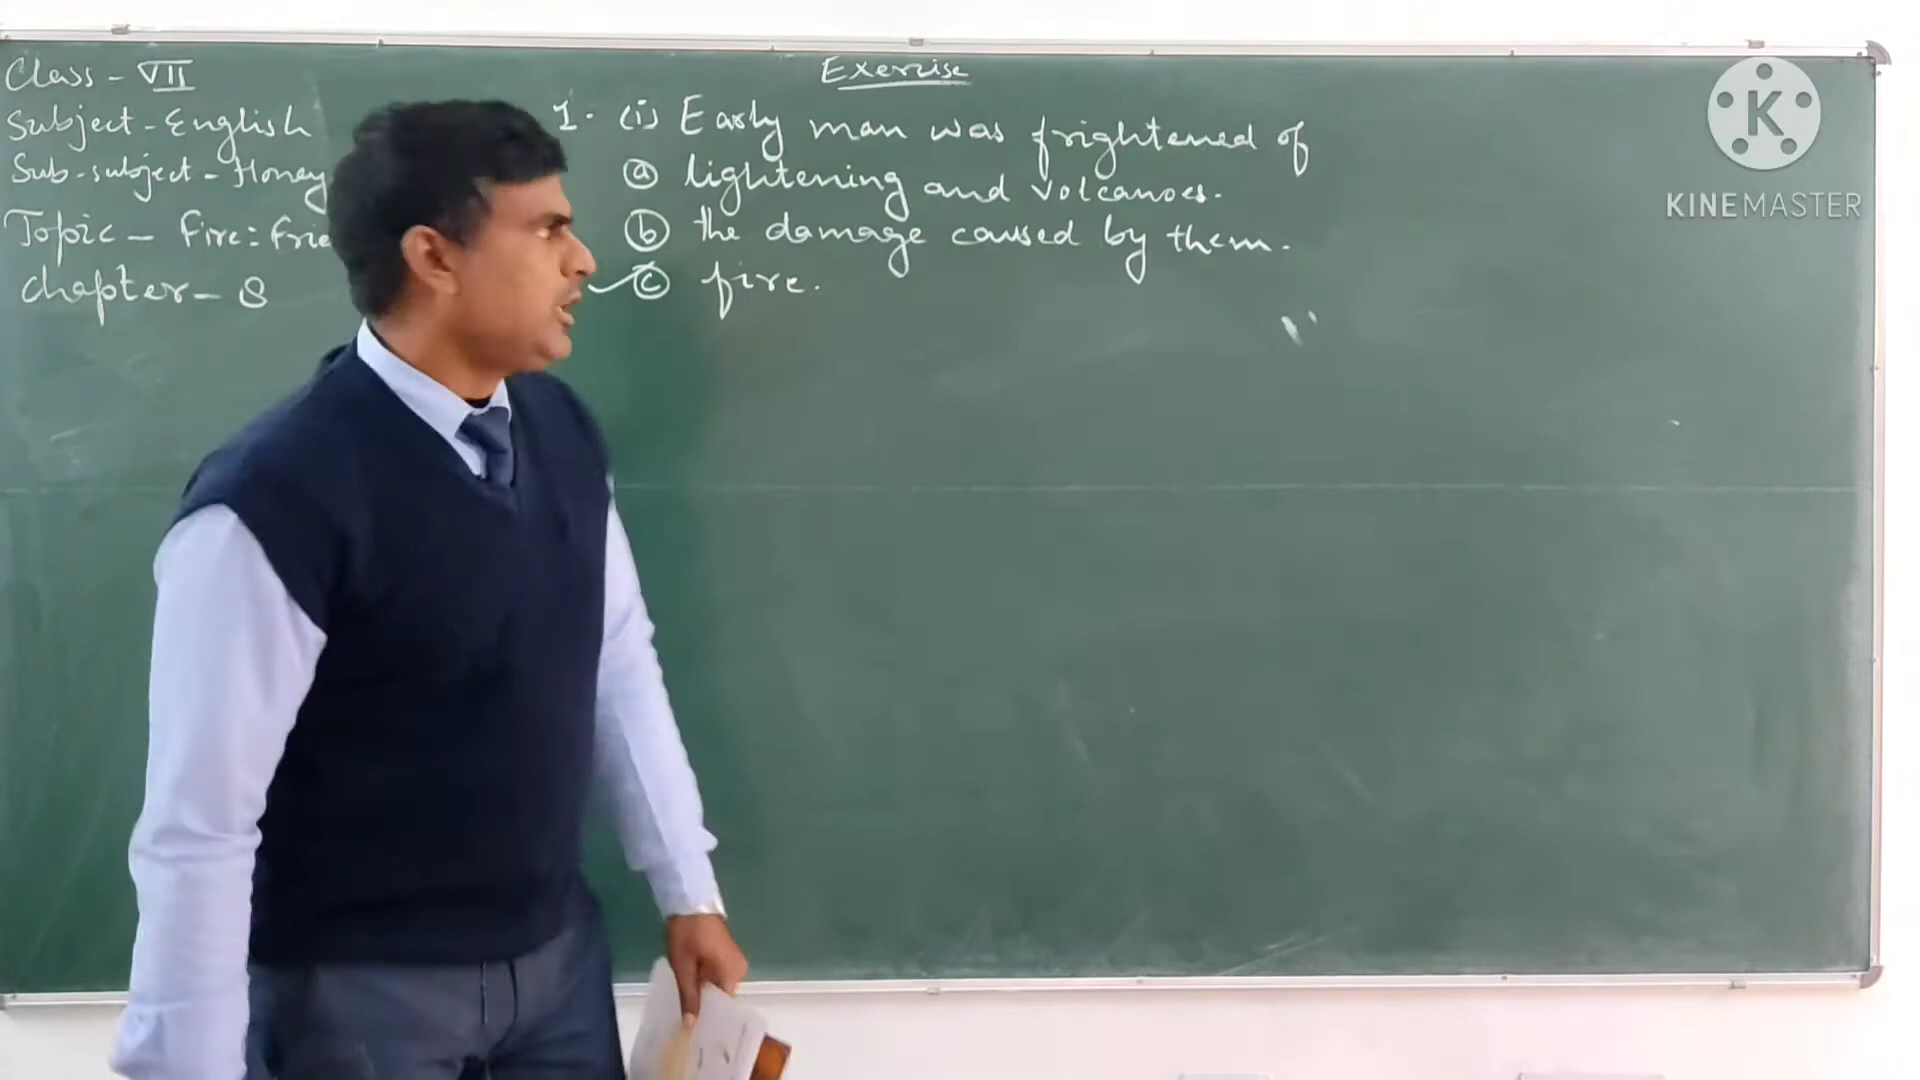 Class - VII
Subject - English
Sub-subject - Honey
Topic - Fire: Frie
Chapter - 8
Exercise
1. (i) Early man was frightened of
(a) lightening and volcanoes.
(b) the damage caused by them.
✓(c) fire.
K
KINEMASTER